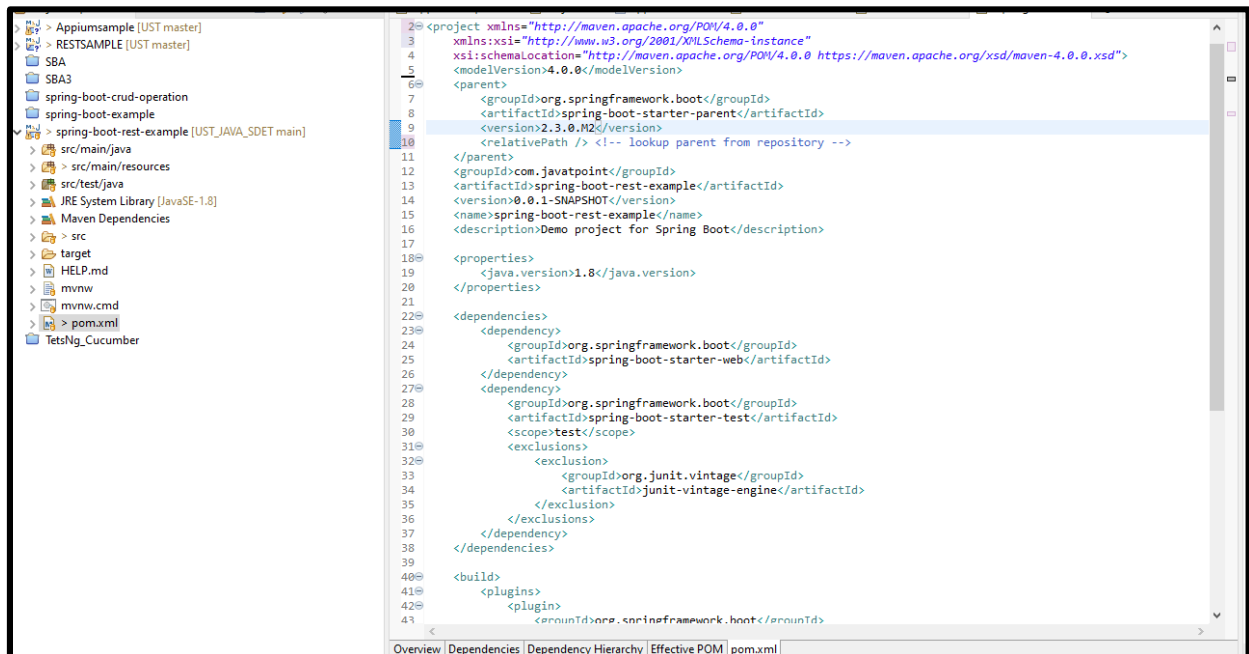 > Appiumsample [UST master]
> RESTSAMPLE [UST master]
SBA
SBA3
spring-boot-crud-operation
spring-boot-example
> spring-boot-rest-example [UST_JAVA_SDET main]
src/main/java
> src/main/resources
src/test/java
JRE System Library [JavaSE-1.8]
Maven Dependencies
> src
target
HELP.md
mvnw
mvnw.cmd
> pom.xml
TetsNg_Cucumber
2 <project xmlns="http://maven.apache.org/POM/4.0.0"
3 xmlns:xsi="http://www.w3.org/2001/XMLSchema-instance"
4 xsi:schemaLocation="http://maven.apache.org/POM/4.0.0 https://maven.apache.org/xsd/maven-4.0.0.xsd">
5 <modelVersion>4.0.0</modelVersion>
6 <parent>
7 <groupId>org.springframework.boot</groupId>
8 <artifactId>spring-boot-starter-parent</artifactId>
9 <version>2.3.0.M2</version>
10 <relativePath /> <!-- lookup parent from repository -->
11 </parent>
12 <groupId>com.javatpoint</groupId>
13 <artifactId>spring-boot-rest-example</artifactId>
14 <version>0.0.1-SNAPSHOT</version>
15 <name>spring-boot-rest-example</name>
16 <description>Demo project for Spring Boot</description>
17
18 <properties>
19 <java.version>1.8</java.version>
20 </properties>
21
22 <dependencies>
23 <dependency>
24 <groupId>org.springframework.boot</groupId>
25 <artifactId>spring-boot-starter-web</artifactId>
26 </dependency>
27 <dependency>
28 <groupId>org.springframework.boot</groupId>
29 <artifactId>spring-boot-starter-test</artifactId>
30 <scope>test</scope>
31 <exclusions>
32 <exclusion>
33 <groupId>org.junit.vintage</groupId>
34 <artifactId>junit-vintage-engine</artifactId>
35 </exclusion>
36 </exclusions>
37 </dependency>
38 </dependencies>
39
40 <build>
41 <plugins>
42 <plugin>
43 <groupId>org.springframework.boot</groupId>
Overview Dependencies Dependency Hierarchy Effective POM pom.xml